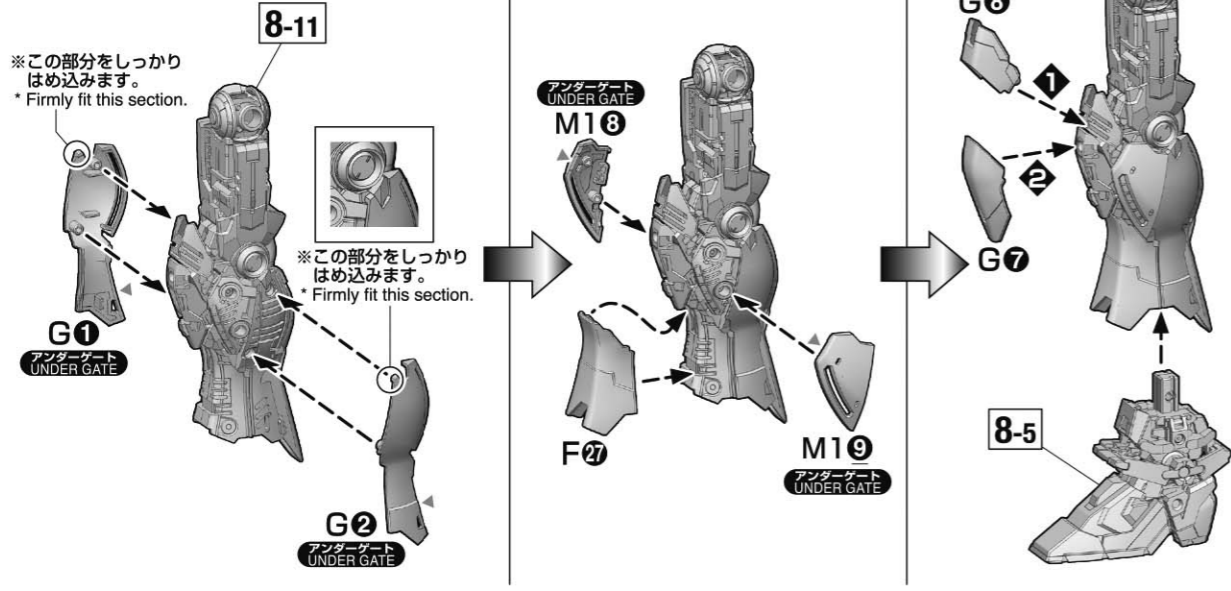 8-11
※この部分をしっかり
はめ込みます。
* Firmly fit this section.
G❶
アンダーゲート
UNDER GATE
※この部分をしっかり
はめ込みます。
* Firmly fit this section.
G❷
アンダーゲート
UNDER GATE
アンダーゲート
UNDER GATE
M1❽
F㉗
M1❾
アンダーゲート
UNDER GATE
G❻
1
2
G❼
8-5